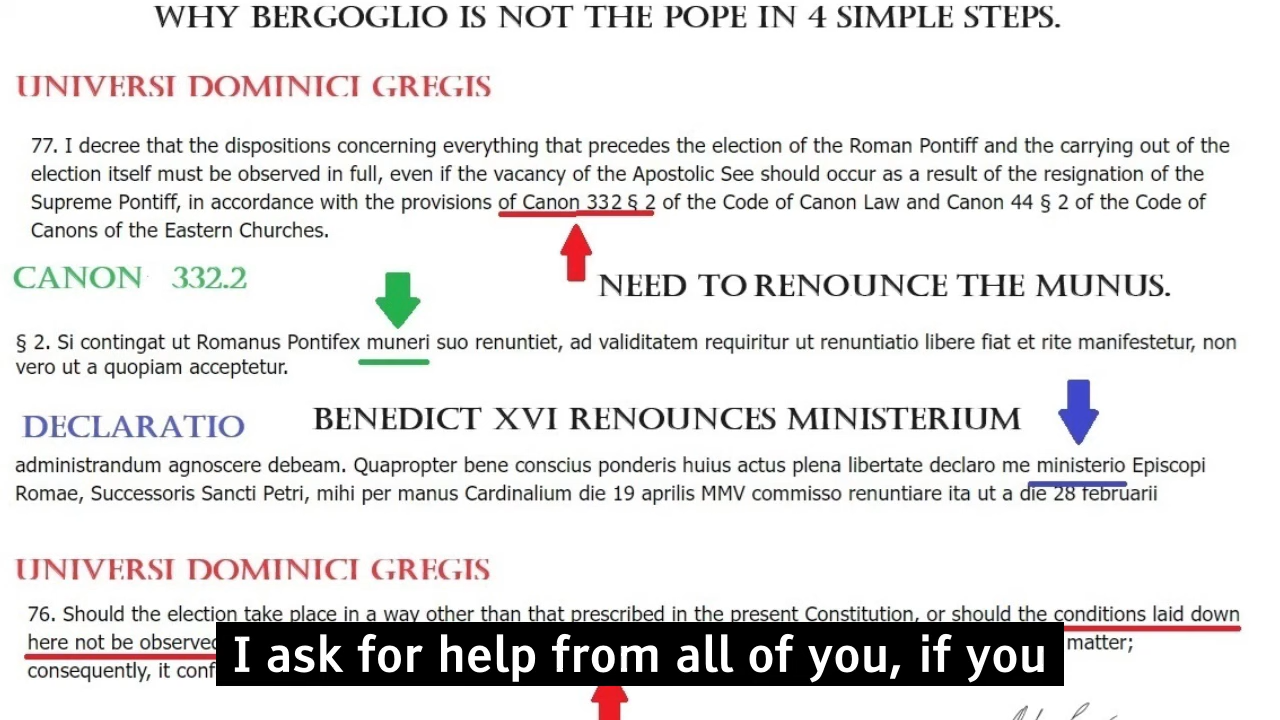 WHY BERGOGLIO IS NOT THE POPE IN 4 SIMPLE STEPS.
UNIVERSI DOMINICI GREGIS
77. I decree that the dispositions concerning everything that precedes the election of the Roman Pontiff and the carrying out of the
election itself must be observed in full, even if the vacancy of the Apostolic See should occur as a result of the resignation of the
Supreme Pontiff, in accordance with the provisions of Canon 332 § 2 of the Code of Canon Law and Canon 44 § 2 of the Code of
Canons of the Eastern Churches.
CANON 332.2
NEED TO RENOUNCE THE MUNUS.
§ 2. Si contingat ut Romanus Pontifex muneri suo renuntiet, ad validitatem requiritur ut renuntiatio libere fiat et rite manifestetur, non
vero ut a quopiam acceptetur.
DECLARATIO
BENEDICT XVI RENOUNCES MINISTERIUM
administrandum agnoscere debeam. Quapropter bene conscius ponderis huius actus plena libertate declaro me ministerio Episcopi
Romae, Successoris Sancti Petri, mihi per manus Cardinalium die 19 aprilis MMV commisso renuntiare ita ut a die 28 februarii
UNIVERSI DOMINICI GREGIS
76. Should the election take place in a way other than that prescribed in the present Constitution, or should the conditions laid down
here not be observed matter;
consequently, it
I ask for help from all of you, if you